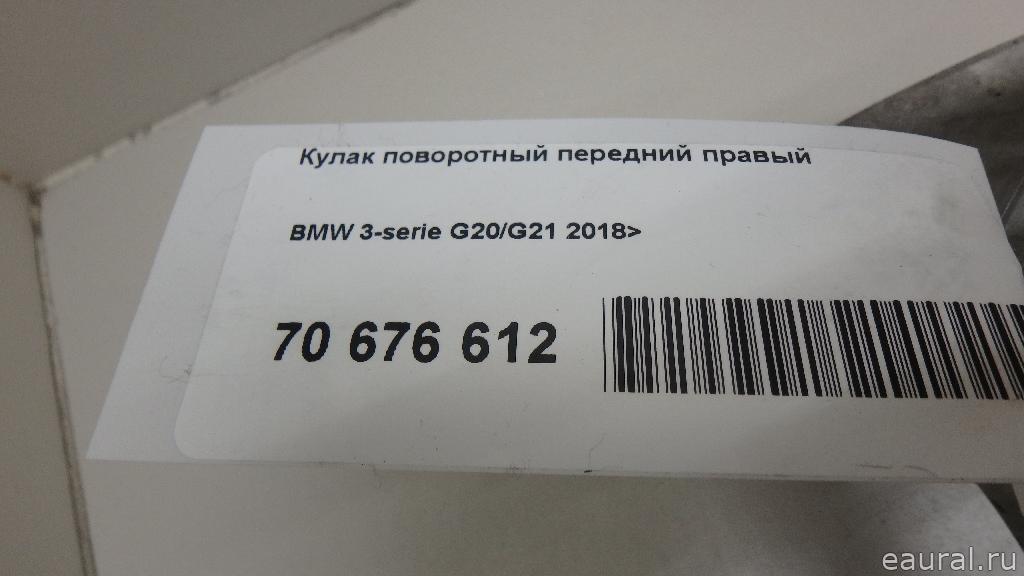 Кулак поворотный передний правый
BMW 3-serie G20/G21 2018>
70 676 612
eaural.ru